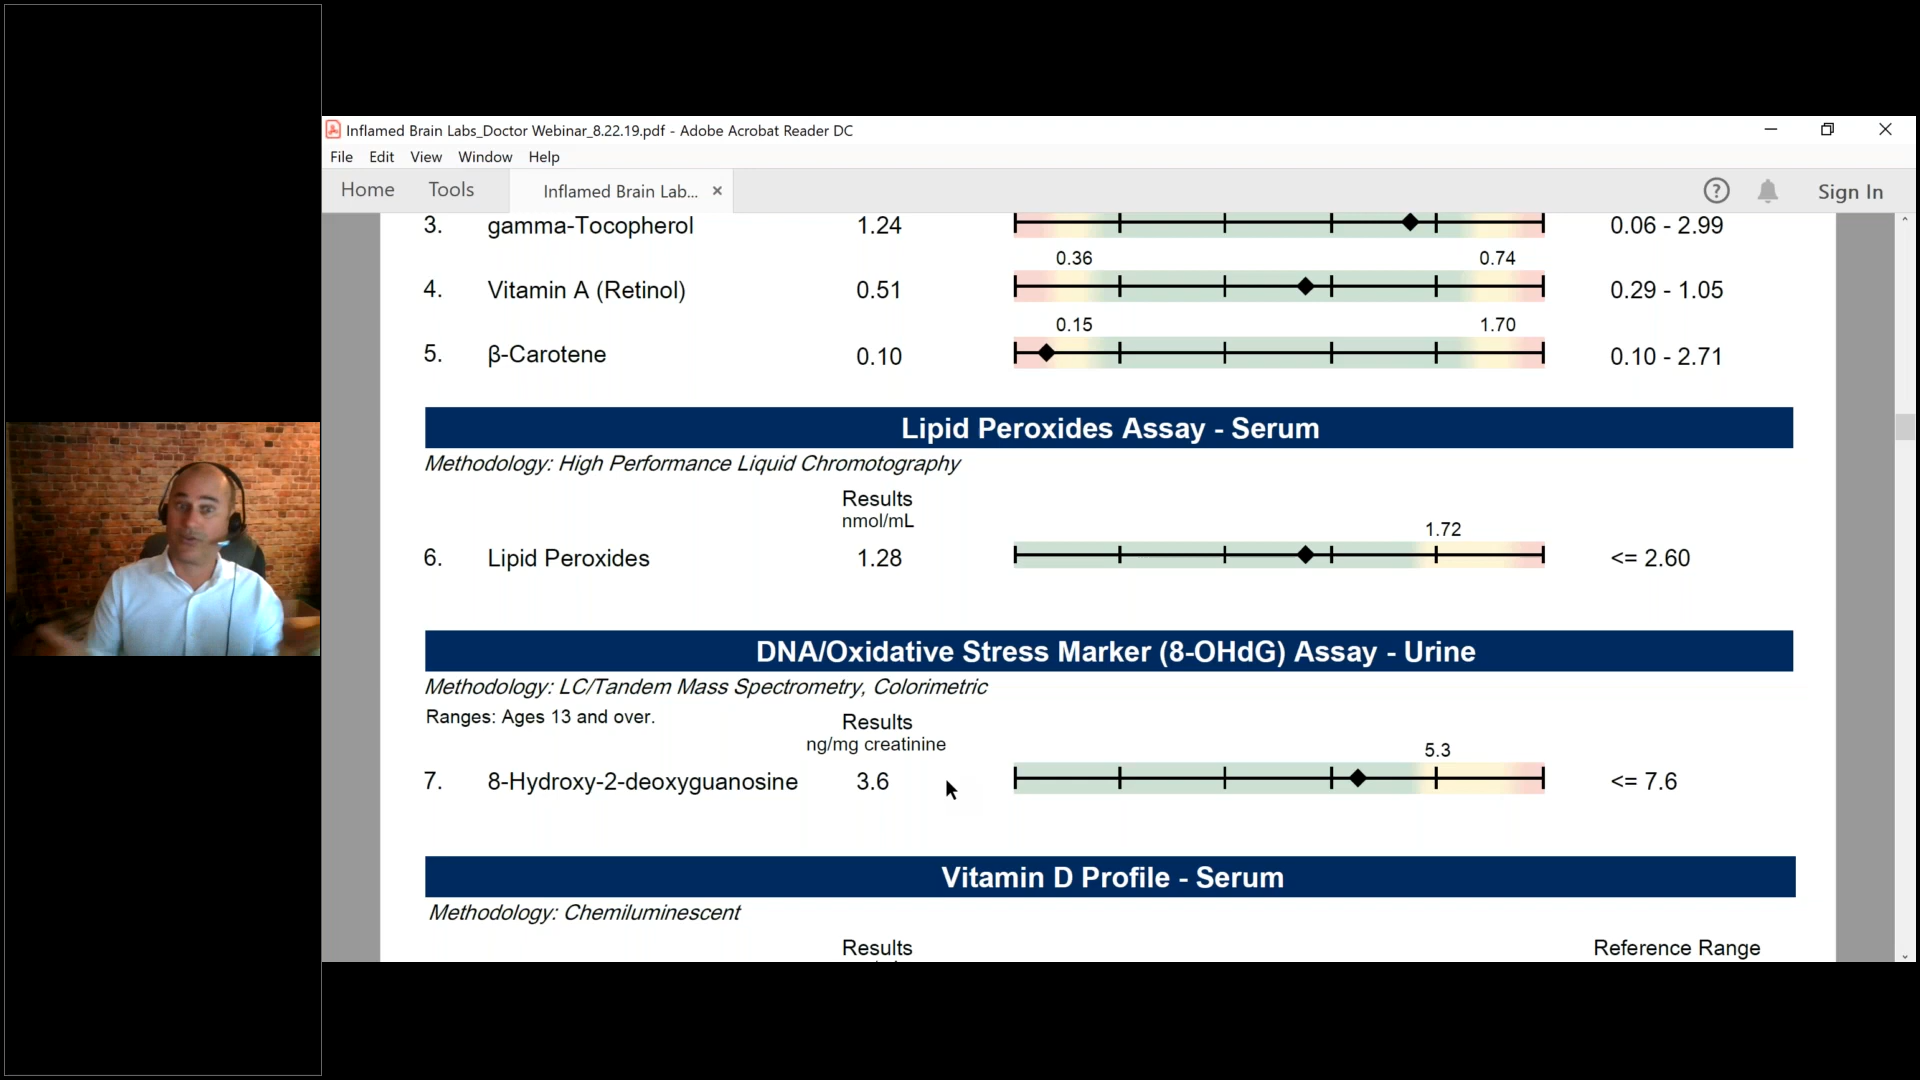 Inflamed Brain Labs_Doctor Webinar_8.22.19.pdf - Adobe Acrobat Reader DC
File Edit View Window Help
Home Tools Inflamed Brain Lab... × ? Sign In
3. gamma-Tocopherol 1.24 0.06 - 2.99
0.36 0.74
4. Vitamin A (Retinol) 0.51 0.29 - 1.05
0.15 1.70
5. β-Carotene 0.10 0.10 - 2.71
Lipid Peroxides Assay - Serum
Methodology: High Performance Liquid Chromotography
Results
nmol/mL
1.72
6. Lipid Peroxides 1.28 <= 2.60
DNA/Oxidative Stress Marker (8-OHdG) Assay - Urine
Methodology: LC/Tandem Mass Spectrometry, Colorimetric
Ranges: Ages 13 and over.
Results
ng/mg creatinine
5.3
7. 8-Hydroxy-2-deoxyguanosine 3.6 <= 7.6
Vitamin D Profile - Serum
Methodology: Chemiluminescent
Results Reference Range